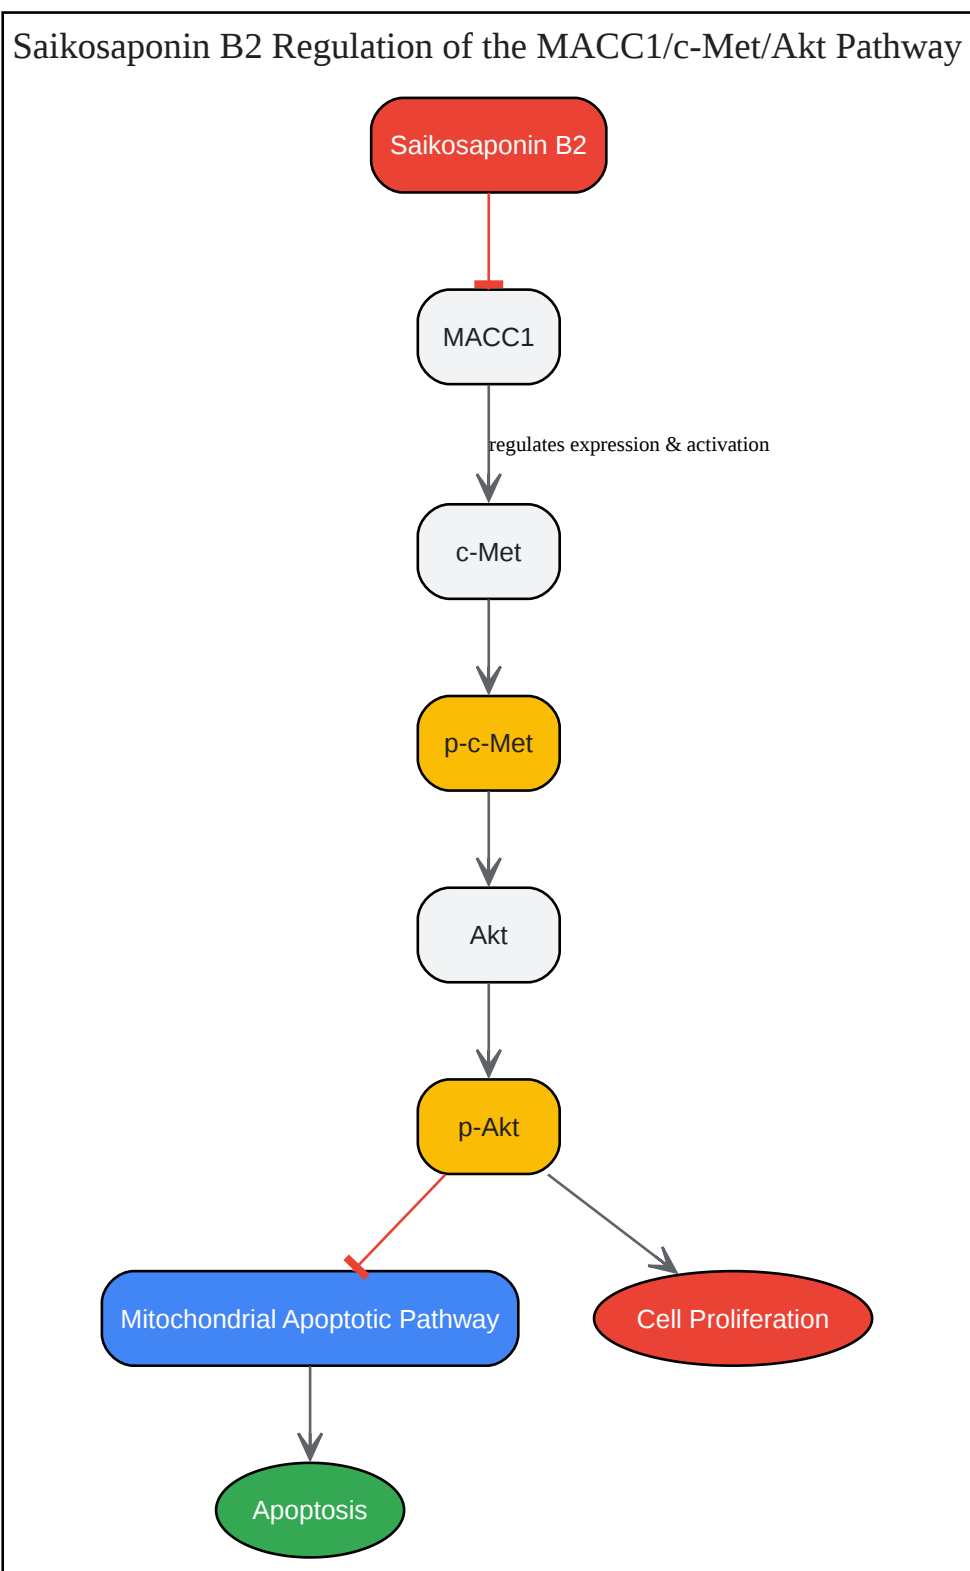 Saikosaponin B2 Regulation of the MACC1/c-Met/Akt Pathway
Saikosaponin B2
MACC1
regulates expression & activation
c-Met
p-c-Met
Akt
p-Akt
Mitochondrial Apoptotic Pathway
Cell Proliferation
Apoptosis